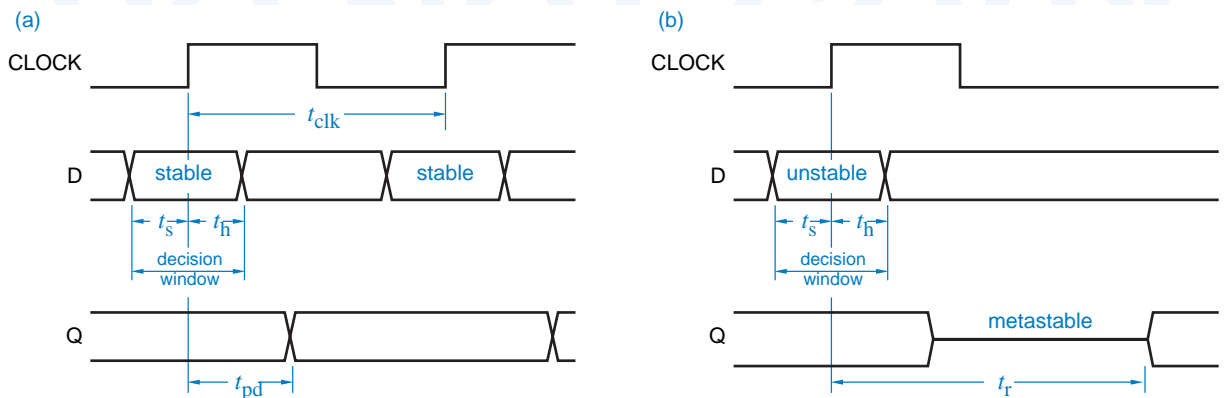 (a)
CLOCK
tclk
D
stable
stable
ts
th
decision
window
Q
tpd
(b)
CLOCK
D
unstable
ts
th
decision
window
Q
metastable
tr